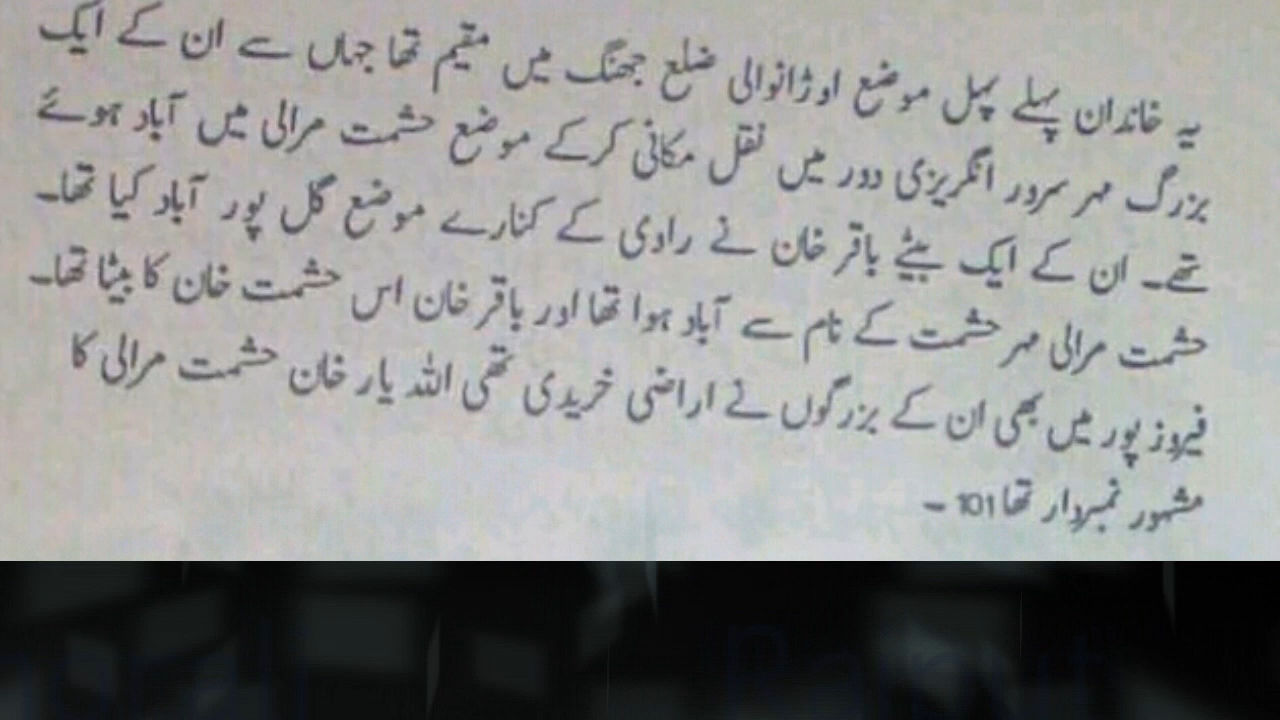 یہ خاندان پہلے پہل موضع اوڑانوالی ضلع جھنگ میں مقیم تھا جہاں سے ان کے ایک
بزرگ مہر سرور انگریزی دور میں نقل مکانی کرکے موضع حشمت مرالی میں آباد ہوئے
تھے۔ ان کے ایک بیٹے باقر خان نے راوی کے کنارے موضع گل پور آباد کیا تھا۔
حشمت مرالی مہر حشمت کے نام سے آباد ہوا تھا اور باقر خان اس حشمت خان کا بیٹا تھا۔
فیروز پور میں بھی ان کے بزرگوں نے اراضی خریدی تھی اللہ یار خان حشمت مرالی کا
مشہور نمبردار تھا 101 ۔